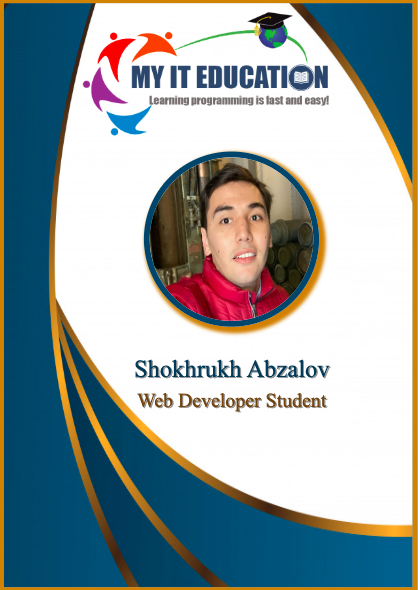 MY IT EDUCATION
Learning programming is fast and easy!
Shokhrukh Abzalov
Web Developer Student